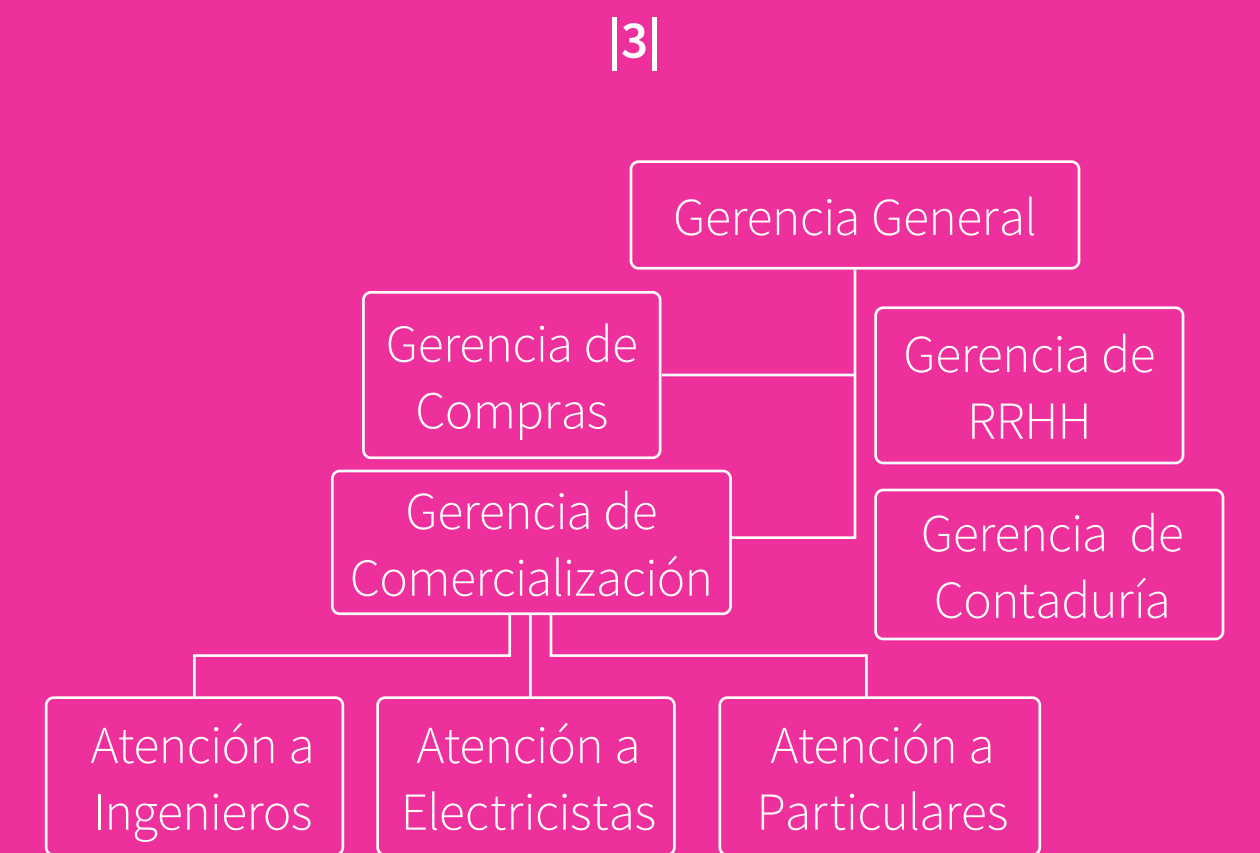 |3|
Gerencia General
Gerencia de
Compras
Gerencia de
RRHH
Gerencia de
Comercialización
Gerencia de
Contaduría
Atención a
Ingenieros
Atención a
Electricistas
Atención a
Particulares